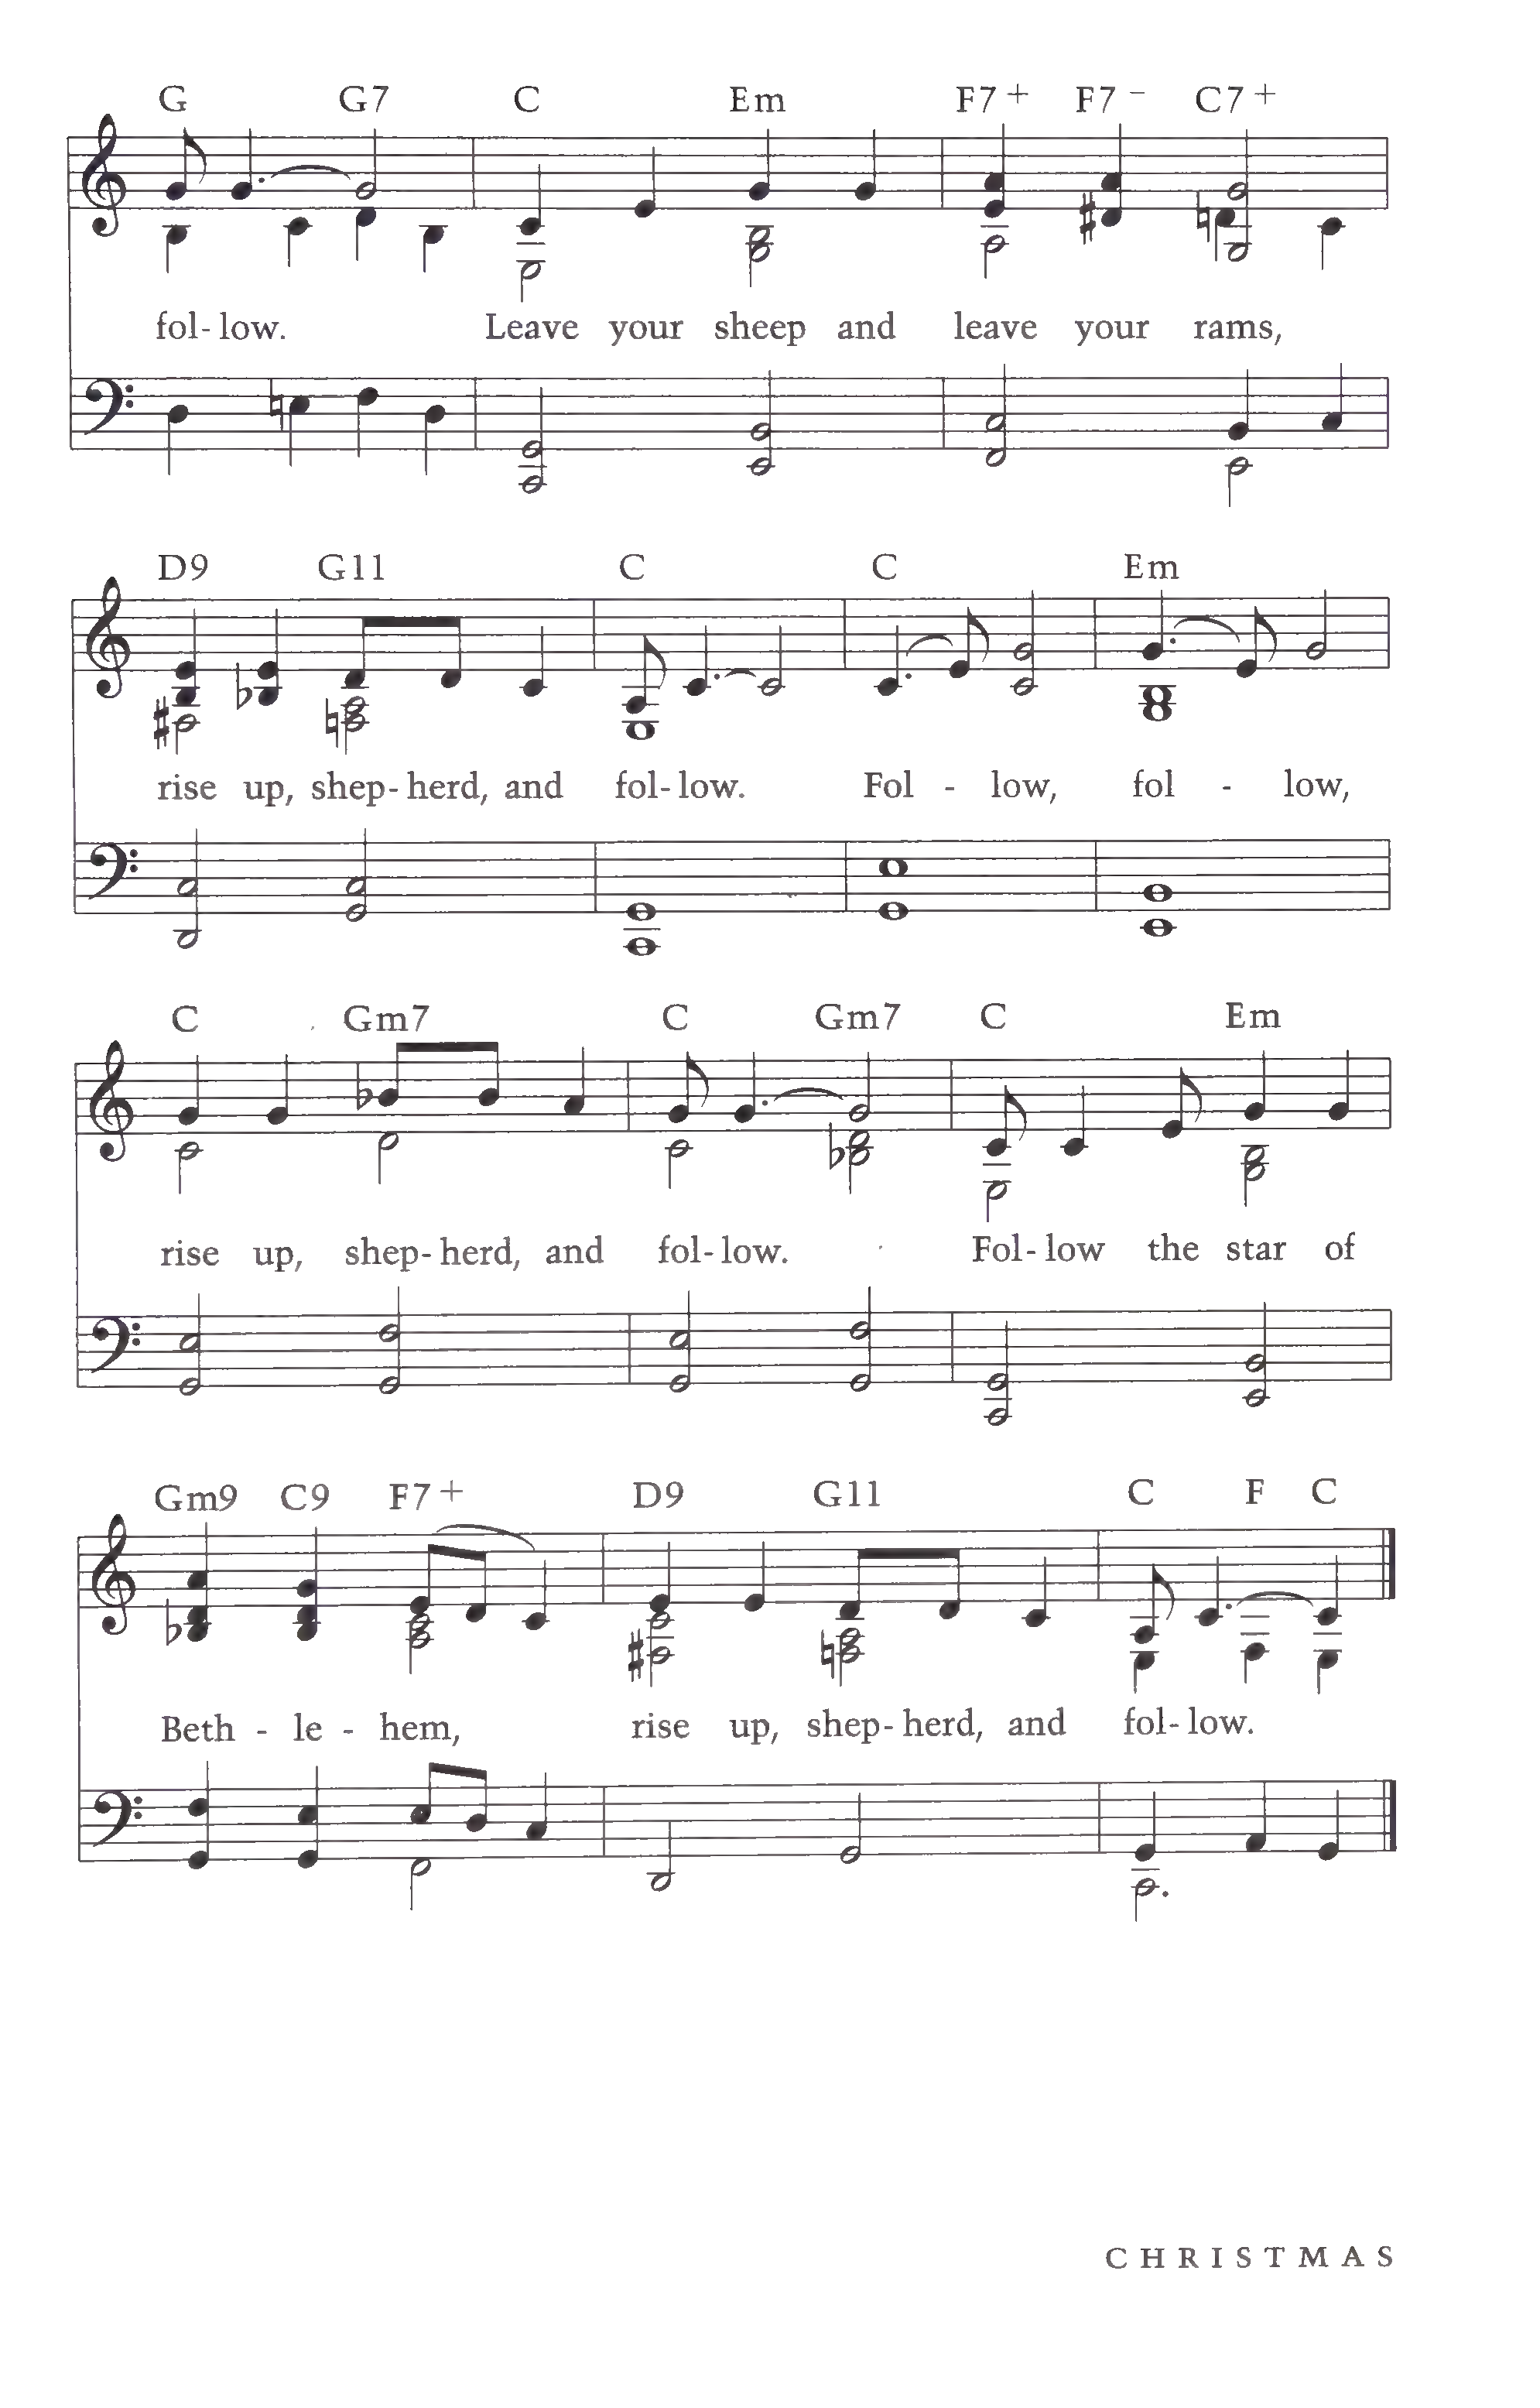 G G7 C Em F7+ F7- C7+
fol-low. Leave your sheep and leave your rams,
D9 G11 C C Em
rise up, shep-herd, and fol-low. Fol - low, fol - low,
C Gm7 C Gm7 C Em
rise up, shep-herd, and fol-low. Fol-low the star of
Gm9 C9 F7+ D9 G11 C F C
Beth - le - hem, rise up, shep-herd, and fol-low.
CHRISTMAS